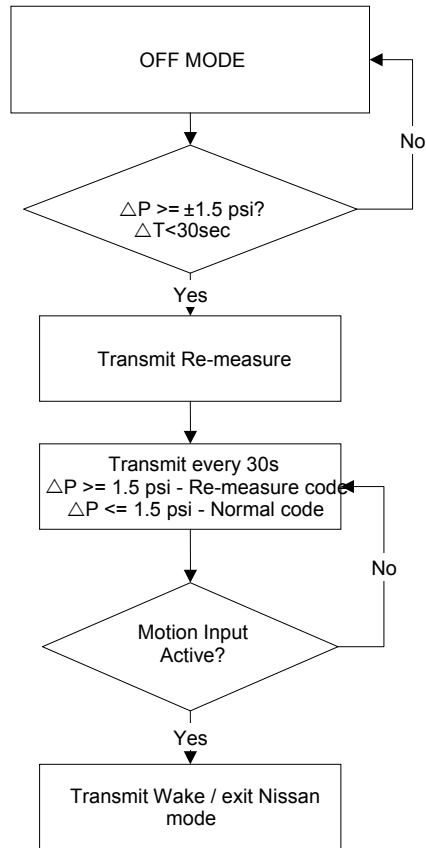 OFF MODE
No
△P >= ±1.5 psi?
△T<30sec
Yes
Transmit Re-measure
Transmit every 30s
△P >= 1.5 psi - Re-measure code
△P <= 1.5 psi - Normal code
No
Motion Input
Active?
Yes
Transmit Wake / exit Nissan
mode